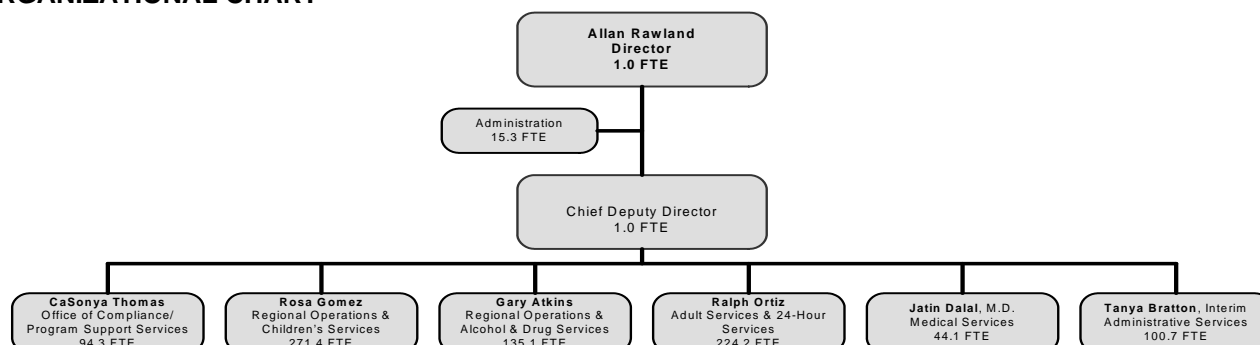 ORGANIZATIONAL CHART
Allan Rawland
Director
1.0 FTE
Administration
15.3 FTE
Chief Deputy Director
1.0 FTE
CaSonya Thomas
Office of Compliance/
Program Support Services
94.3 FTE
Rosa Gomez
Regional Operations &
Children's Services
271.4 FTE
Gary Atkins
Regional Operations &
Alcohol & Drug Services
135.1 FTE
Ralph Ortiz
Adult Services & 24-Hour
Services
224.2 FTE
Jatin Dalal, M.D.
Medical Services
44.1 FTE
Tanya Bratton, Interim
Administrative Services
100.7 FTE